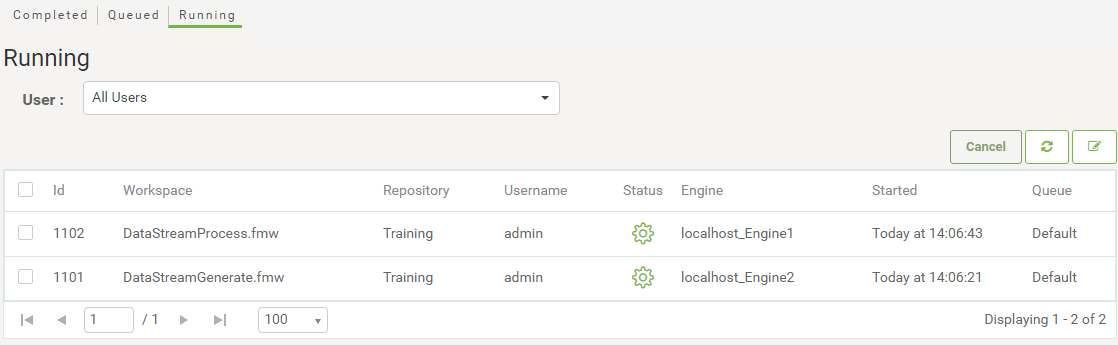 Completed Queued Running
Running
User : All Users
Cancel
Id Workspace Repository Username Status Engine Started Queue
1102 DataStreamProcess.fmw Training admin localhost_Engine1 Today at 14:06:43 Default
1101 DataStreamGenerate.fmw Training admin localhost_Engine2 Today at 14:06:21 Default
1 / 1 100 Displaying 1 - 2 of 2